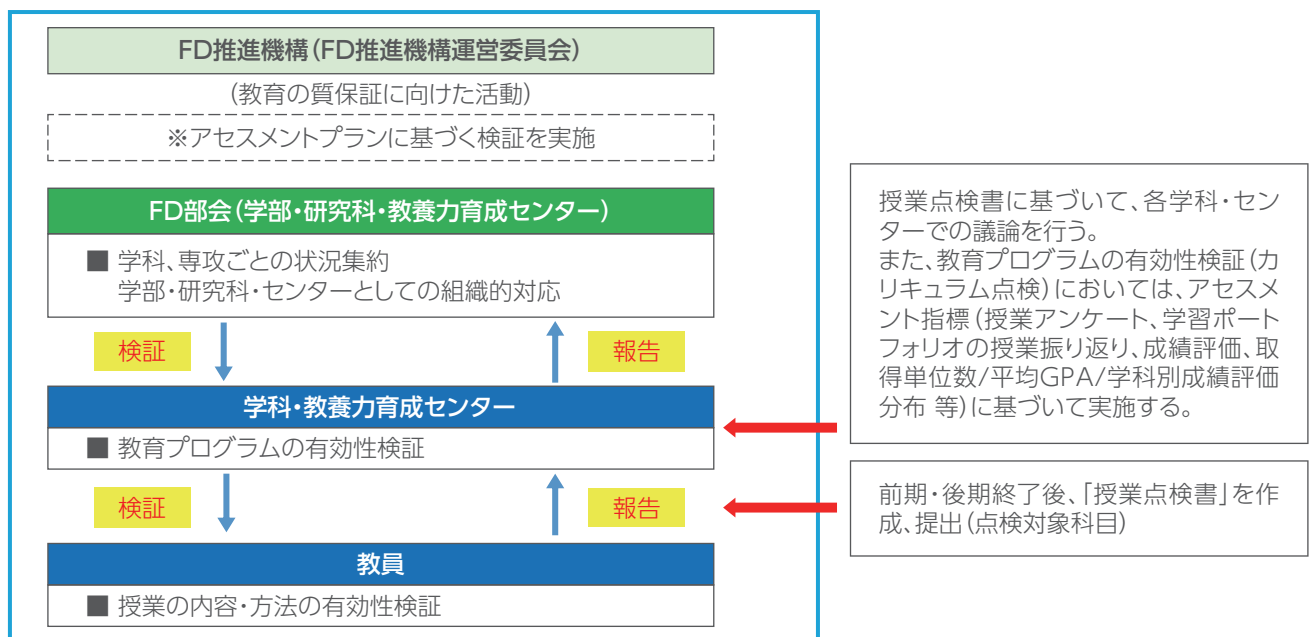 FD推進機構(FD推進機構運営委員会)
(教育の質保証に向けた活動)
※アセスメントプランに基づく検証を実施
FD部会(学部・研究科・教養力育成センター)
■ 学科、専攻ごとの状況集約
学部・研究科・センターとしての組織的対応
検証
報告
学科・教養力育成センター
■ 教育プログラムの有効性検証
検証
報告
教員
■ 授業の内容・方法の有効性検証
授業点検書に基づいて、各学科・セン
ターでの議論を行う。
また、教育プログラムの有効性検証(カ
リキュラム点検)においては、アセスメ
ント指標(授業アンケート、学習ポート
フォリオの授業振り返り、成績評価、取
得単位数/平均GPA/学科別成績評価
分布 等)に基づいて実施する。
前期・後期終了後、「授業点検書」を作
成、提出(点検対象科目)